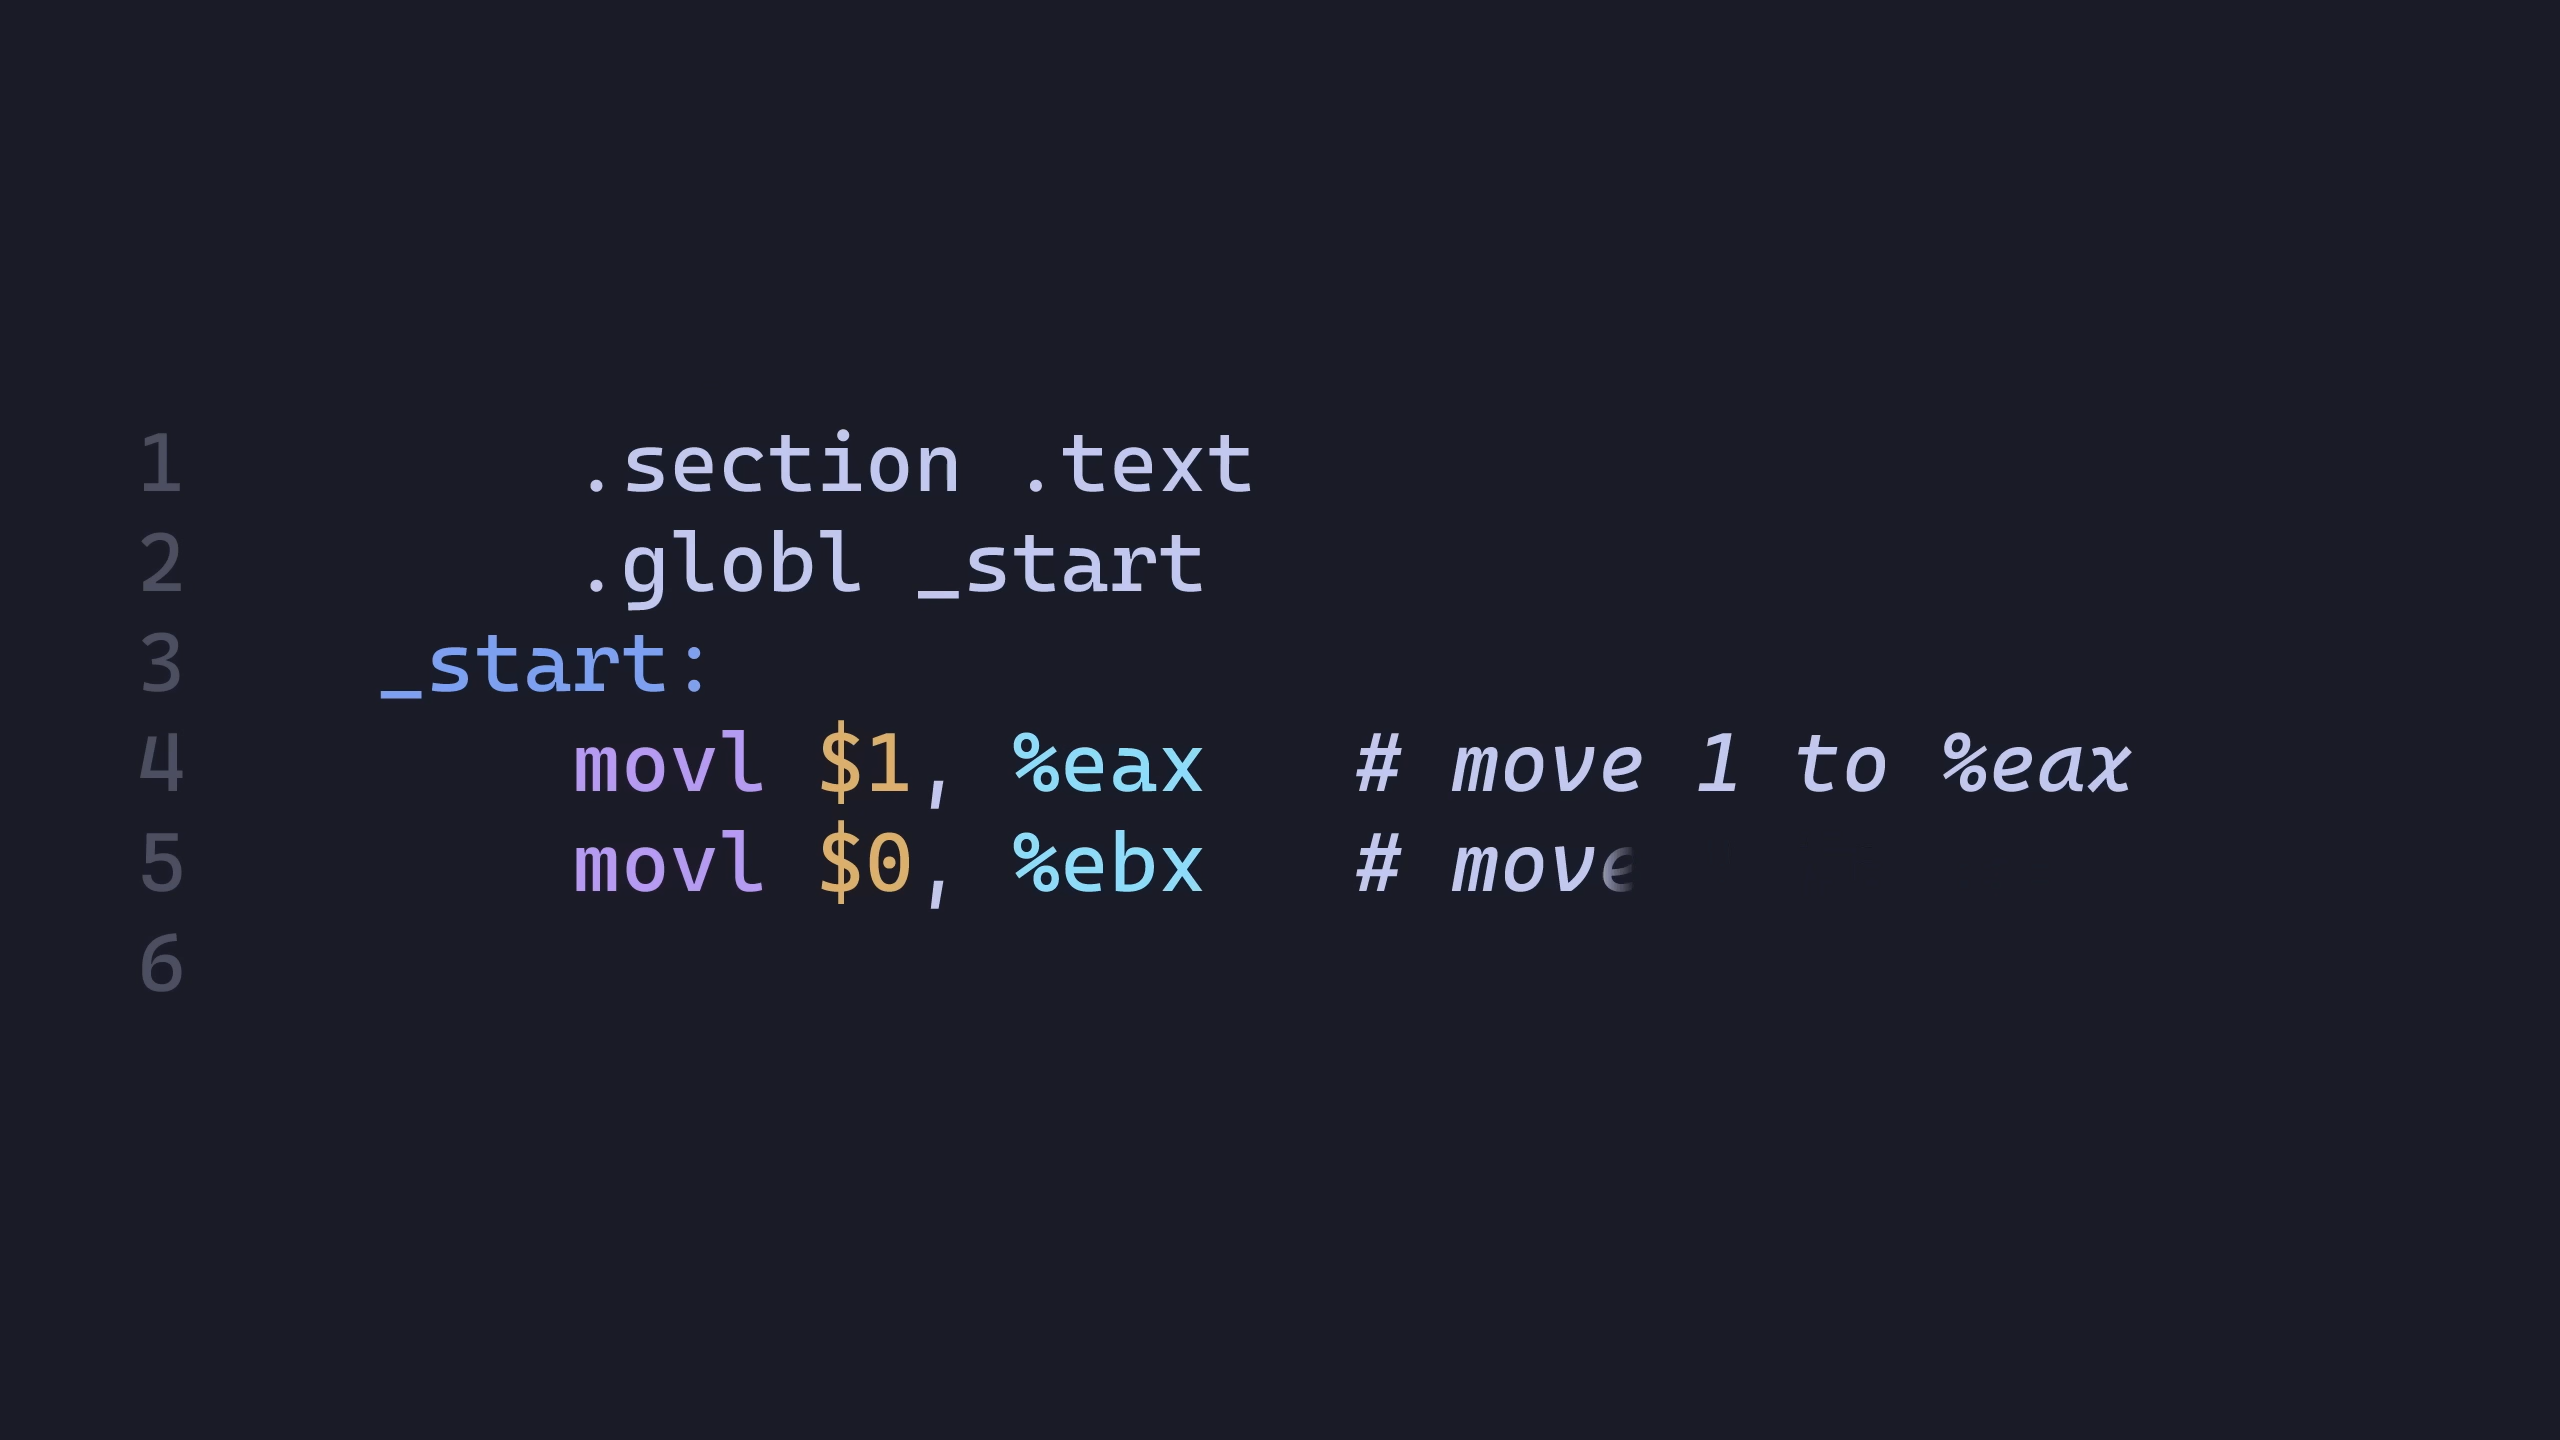 1 .section .text
2 .globl _start
3 _start:
4 movl $1, %eax # move 1 to %eax
5 movl $0, %ebx # move
6